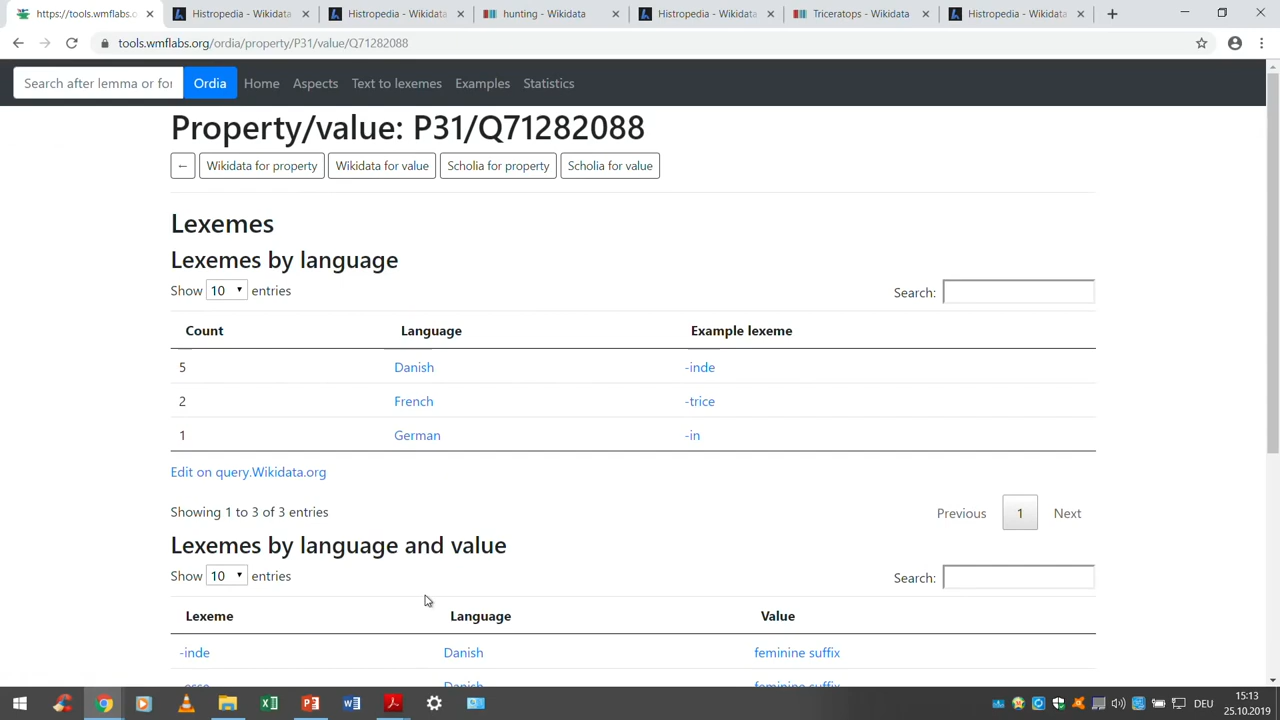 https://tools.wmflabs.o
Histropedia - Wikidata
Histropedia - Wikidata
hunting - Wikidata
Histropedia - Wikidata
Triceratops - Wikidata
Histropedia - Wikidata
tools.wmflabs.org/ordia/property/P31/value/Q71282088
Search after lemma or for
Ordia
Home
Aspects
Text to lexemes
Examples
Statistics
Property/value: P31/Q71282088
←
Wikidata for property
Wikidata for value
Scholia for property
Scholia for value
Lexemes
Lexemes by language
Show 10 entries
Search:
Count Language Example lexeme
5 Danish -inde
2 French -trice
1 German -in
Edit on query.Wikidata.org
Showing 1 to 3 of 3 entries
Previous 1 Next
Lexemes by language and value
Show 10 entries
Search:
Lexeme Language Value
-inde Danish feminine suffix
-esse Danish feminine suffix
DEU
15:13
25.10.2019